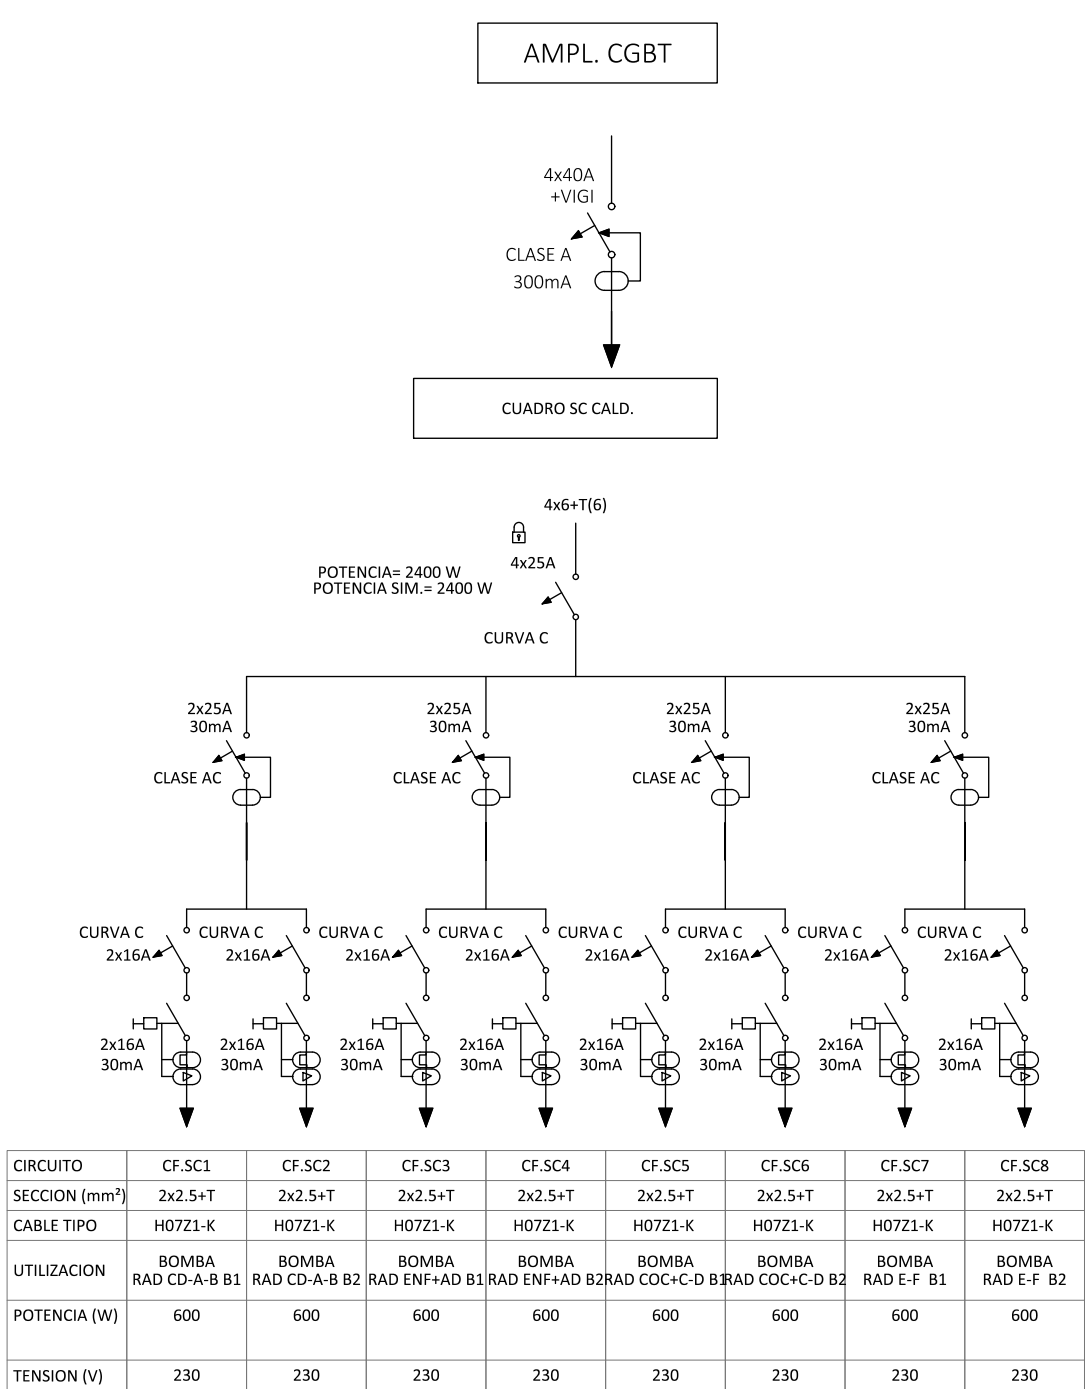 AMPL. CGBT
4x40A
+VIGI
CLASE A
300mA
CUADRO SC CALD.
4x6+T(6)
4x25A
POTENCIA= 2400 W
POTENCIA SIM.= 2400 W
CURVA C
2x25A 2x25A 2x25A 2x25A
30mA 30mA 30mA 30mA
CLASE AC CLASE AC CLASE AC CLASE AC
CURVA C CURVA C CURVA C CURVA C CURVA C CURVA C CURVA C CURVA C
2x16A 2x16A 2x16A 2x16A 2x16A 2x16A 2x16A 2x16A
2x16A 2x16A 2x16A 2x16A 2x16A 2x16A 2x16A 2x16A
30mA 30mA 30mA 30mA 30mA 30mA 30mA 30mA
CIRCUITO CF.SC1 CF.SC2 CF.SC3 CF.SC4 CF.SC5 CF.SC6 CF.SC7 CF.SC8
SECCION (mm²) 2x2.5+T 2x2.5+T 2x2.5+T 2x2.5+T 2x2.5+T 2x2.5+T 2x2.5+T 2x2.5+T
CABLE TIPO H07Z1-K H07Z1-K H07Z1-K H07Z1-K H07Z1-K H07Z1-K H07Z1-K H07Z1-K
UTILIZACION BOMBA BOMBA BOMBA BOMBA BOMBA BOMBA BOMBA BOMBA
RAD CD-A-B B1 RAD CD-A-B B2 RAD ENF+AD B1 RAD ENF+AD B2 RAD COC+C-D B1 RAD COC+C-D B2 RAD E-F B1 RAD E-F B2
POTENCIA (W) 600 600 600 600 600 600 600 600
TENSION (V) 230 230 230 230 230 230 230 230